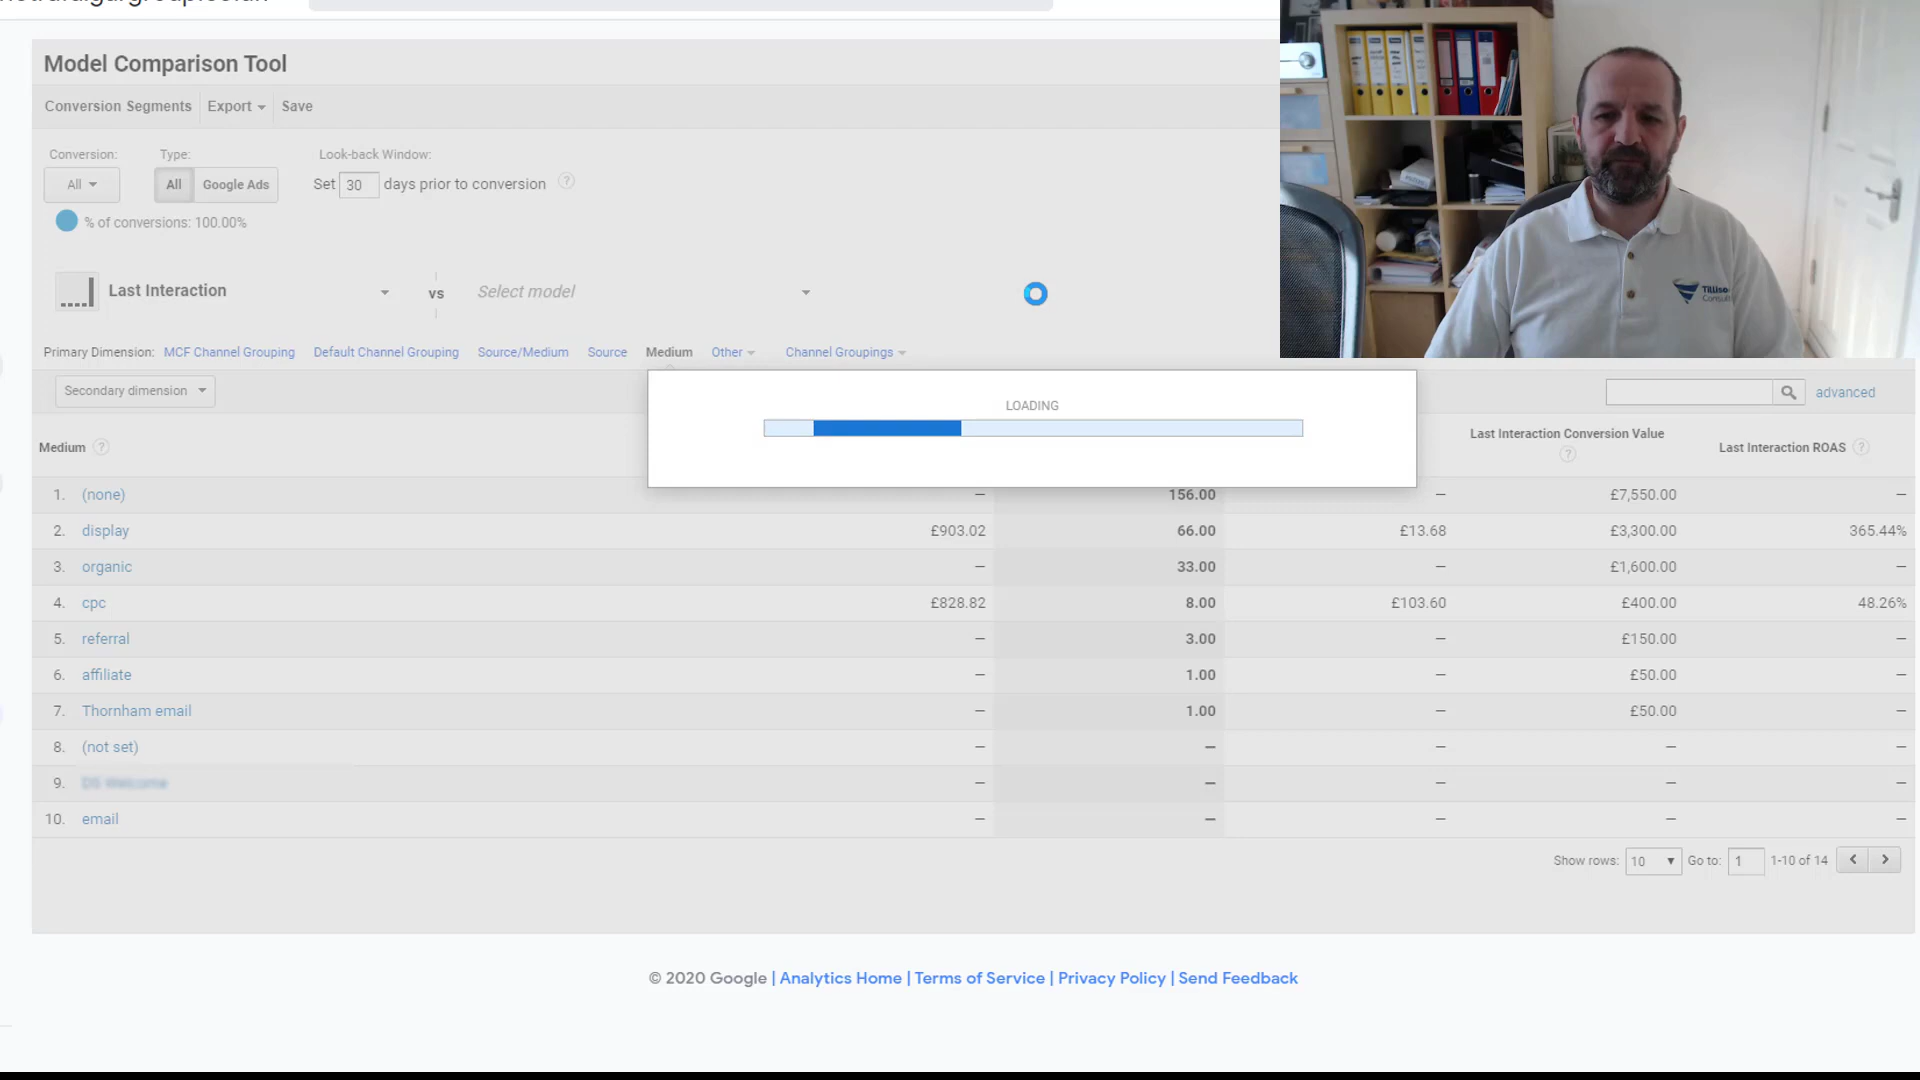 Model Comparison Tool
Conversion Segments Export Save
Conversion: Type: Look-back Window:
All All Google Ads Set 30 days prior to conversion ?
% of conversions: 100.00%
Last Interaction vs Select model
Primary Dimension: MCF Channel Grouping Default Channel Grouping Source/Medium Source Medium Other Channel Groupings
Secondary dimension advanced
LOADING
Medium ? Last Interaction Conversion Value ? Last Interaction ROAS ?
1. (none) — 156.00 — £7,550.00 —
2. display £903.02 66.00 £13.68 £3,300.00 365.44%
3. organic — 33.00 — £1,600.00 —
4. cpc £828.82 8.00 £103.60 £400.00 48.26%
5. referral — 3.00 — £150.00 —
6. affiliate — 1.00 — £50.00 —
7. Thornham email — 1.00 — £50.00 —
8. (not set) — — — — —
9. — — — — —
10. email — — — — —
Show rows: 10 Go to: 1 1-10 of 14
© 2020 Google | Analytics Home | Terms of Service | Privacy Policy | Send Feedback